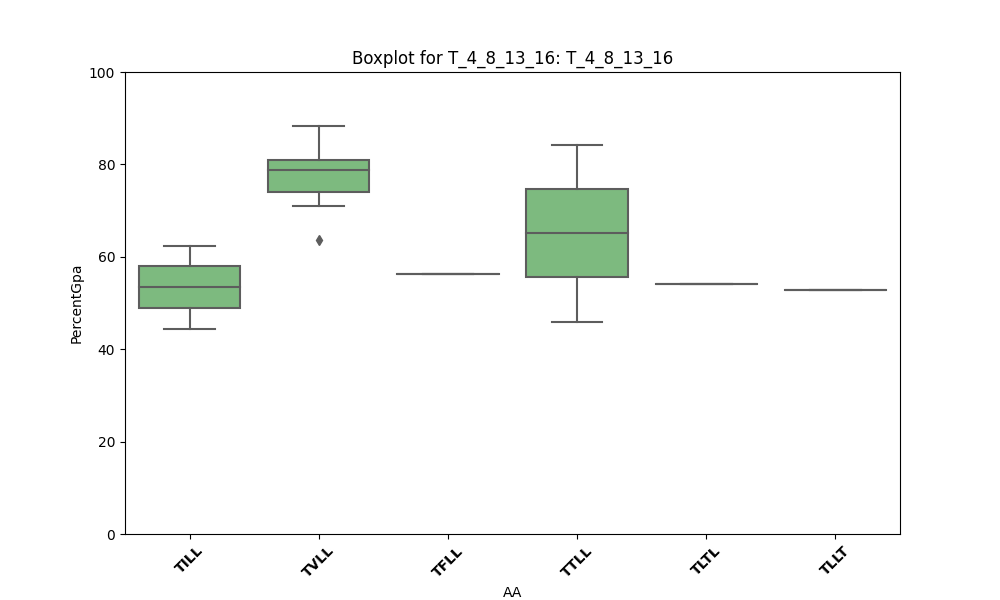 Boxplot for T_4_8_13_16: T_4_8_13_16
100
80
60
40
20
0
PercentGpa
TILL
TVLL
TFLL
TTLL
TLTL
TLLT
AA